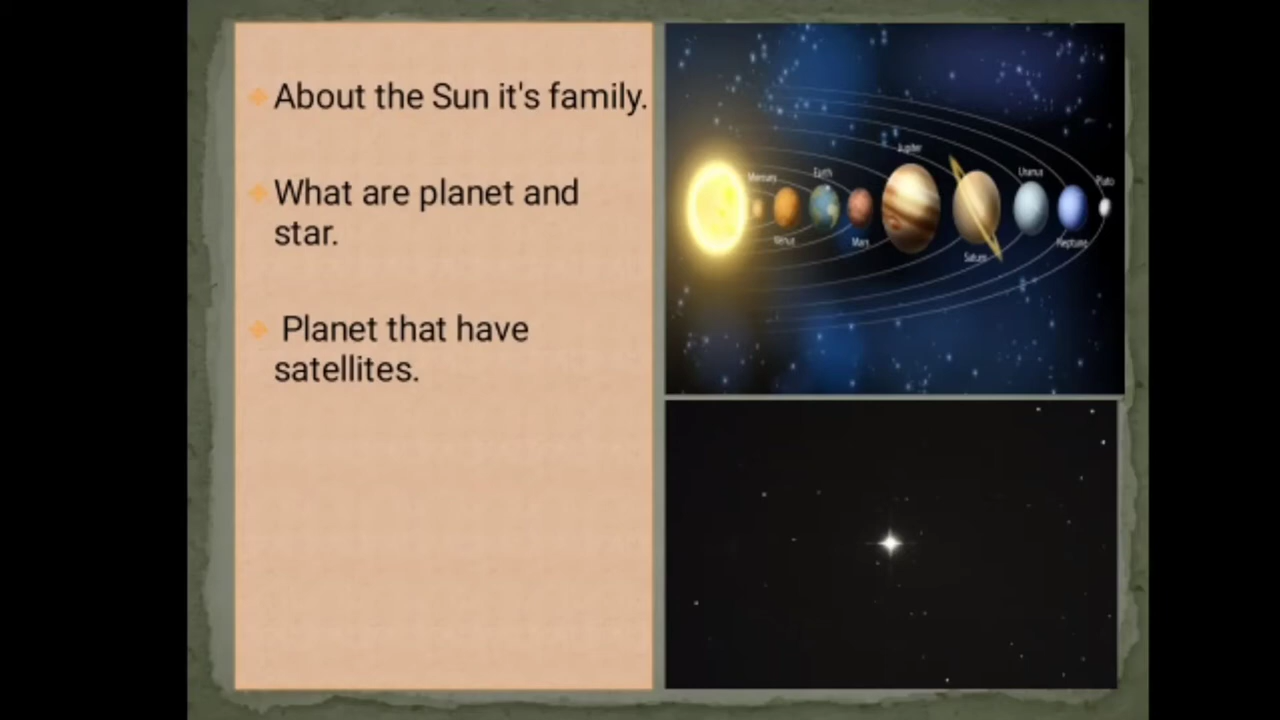 About the Sun it's family.
What are planet and
star.
Planet that have
satellites.
Mercury
Venus
Earth
Mars
Jupiter
Saturn
Uranus
Neptune
Pluto